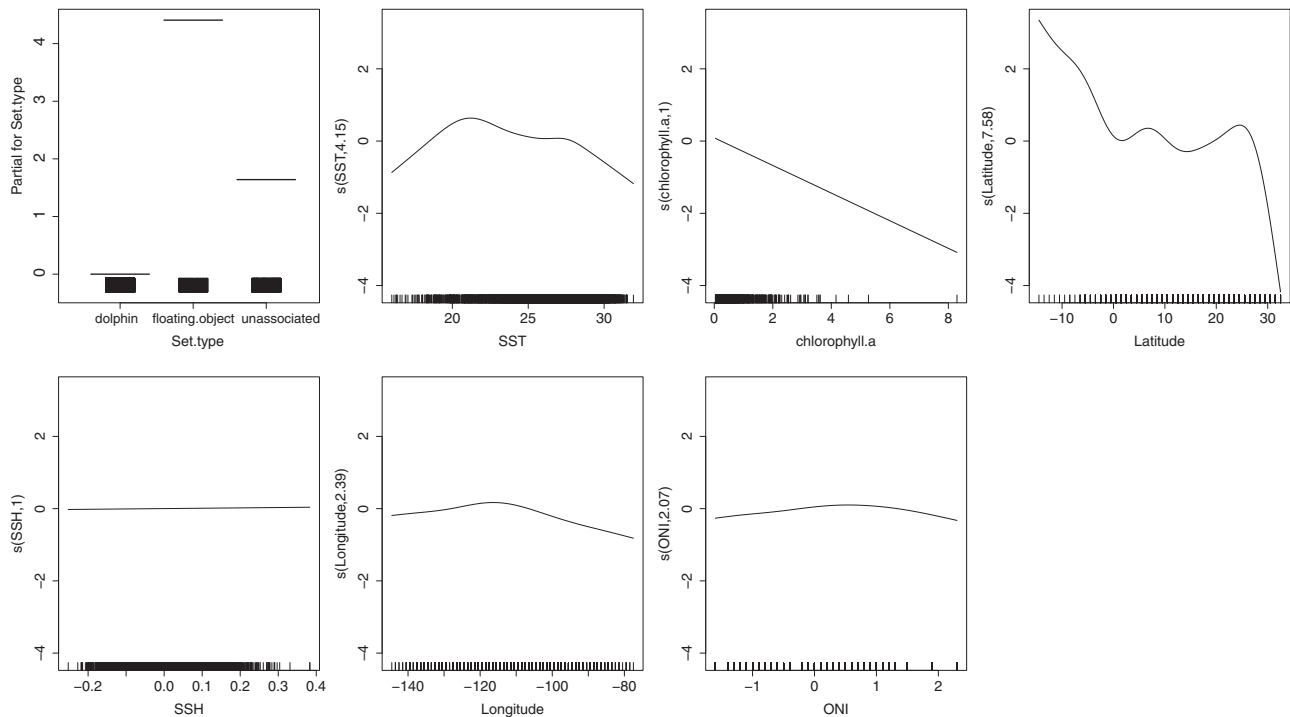 Partial for Set.type
4
3
2
1
0
dolphin floating.object unassociated
Set.type
s(SST,4.15)
2
0
−2
−4
20 25 30
SST
s(chlorophyll.a,1)
2
0
−2
−4
0 2 4 6 8
chlorophyll.a
s(Latitude,7.58)
2
0
−2
−4
−10 0 10 20 30
Latitude
s(SSH,1)
2
0
−2
−4
−0.2 0.0 0.1 0.2 0.3 0.4
SSH
s(Longitude,2.39)
2
0
−2
−4
−140 −120 −100 −80
Longitude
s(ONI,2.07)
2
0
−2
−4
−1 0 1 2
ONI